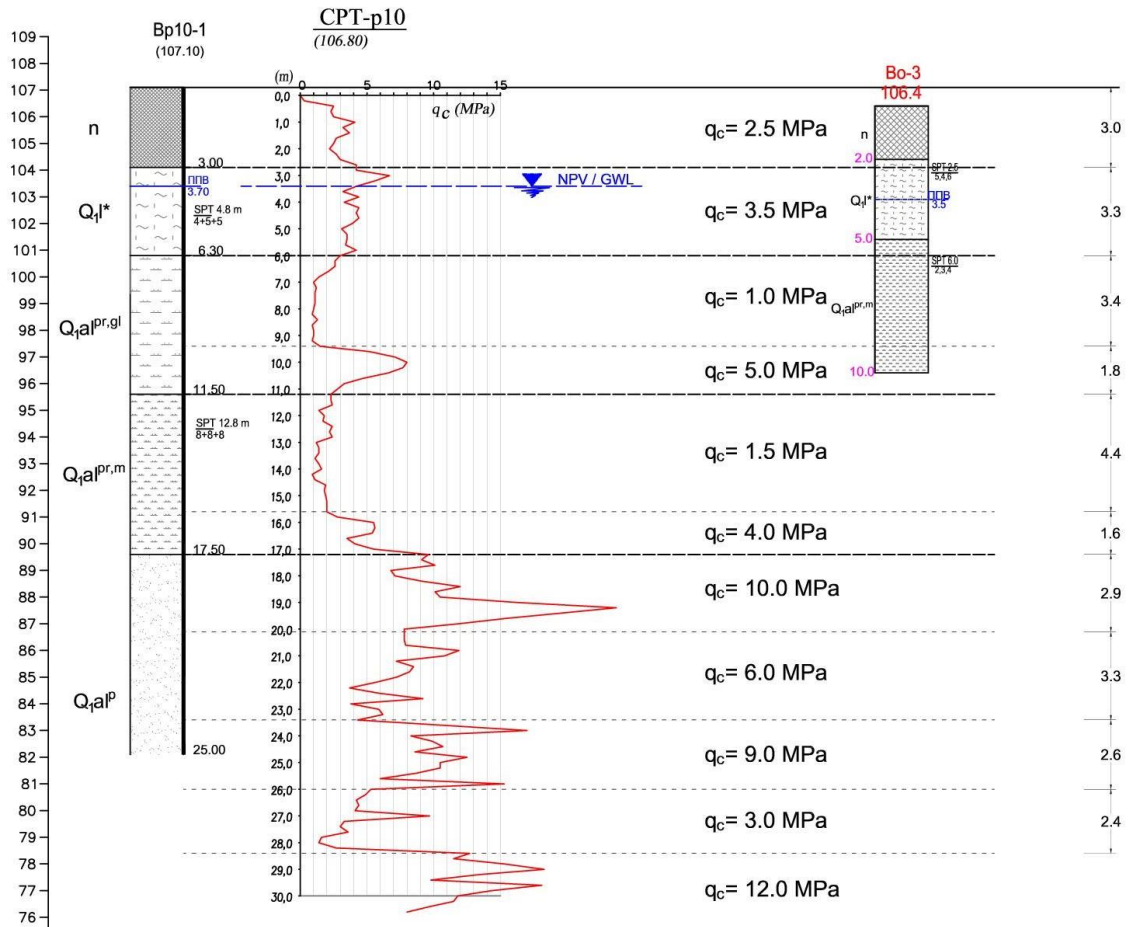 CPT-p10
(106.80)
Bp10-1
(107.10)
Bo-3
106.4
109
108
107
106
105
104
103
102
101
100
99
98
97
96
95
94
93
92
91
90
89
88
87
86
85
84
83
82
81
80
79
78
77
76
n
Q₁l*
Q₁al^pr,gl
Q₁al^pr,m
Q₁al^p
3.00
ППВ
3.70
SPT 4.8 m
4+5+5
6.30
11.50
SPT 12.8 m
8+8+8
17.50
25.00
(m)
0 5 10 15
q_c (MPa)
0,0
1,0
2,0
3,0
4,0
5,0
6,0
7,0
8,0
9,0
10,0
11,0
12,0
13,0
14,0
15,0
16,0
17,0
18,0
19,0
20,0
21,0
22,0
23,0
24,0
25,0
26,0
27,0
28,0
29,0
30,0
NPV / GWL
q_c= 2.5 MPa
q_c= 3.5 MPa
q_c= 1.0 MPa
q_c= 5.0 MPa
q_c= 1.5 MPa
q_c= 4.0 MPa
q_c= 10.0 MPa
q_c= 6.0 MPa
q_c= 9.0 MPa
q_c= 3.0 MPa
q_c= 12.0 MPa
n
2.0
SPT 2.5
5,4,6
Q₁l*
ППВ
3.5
5.0
SPT 6.0
2,3,4
Q₁al^pr,m
10.0
3.0
3.3
3.4
1.8
4.4
1.6
2.9
3.3
2.6
2.4